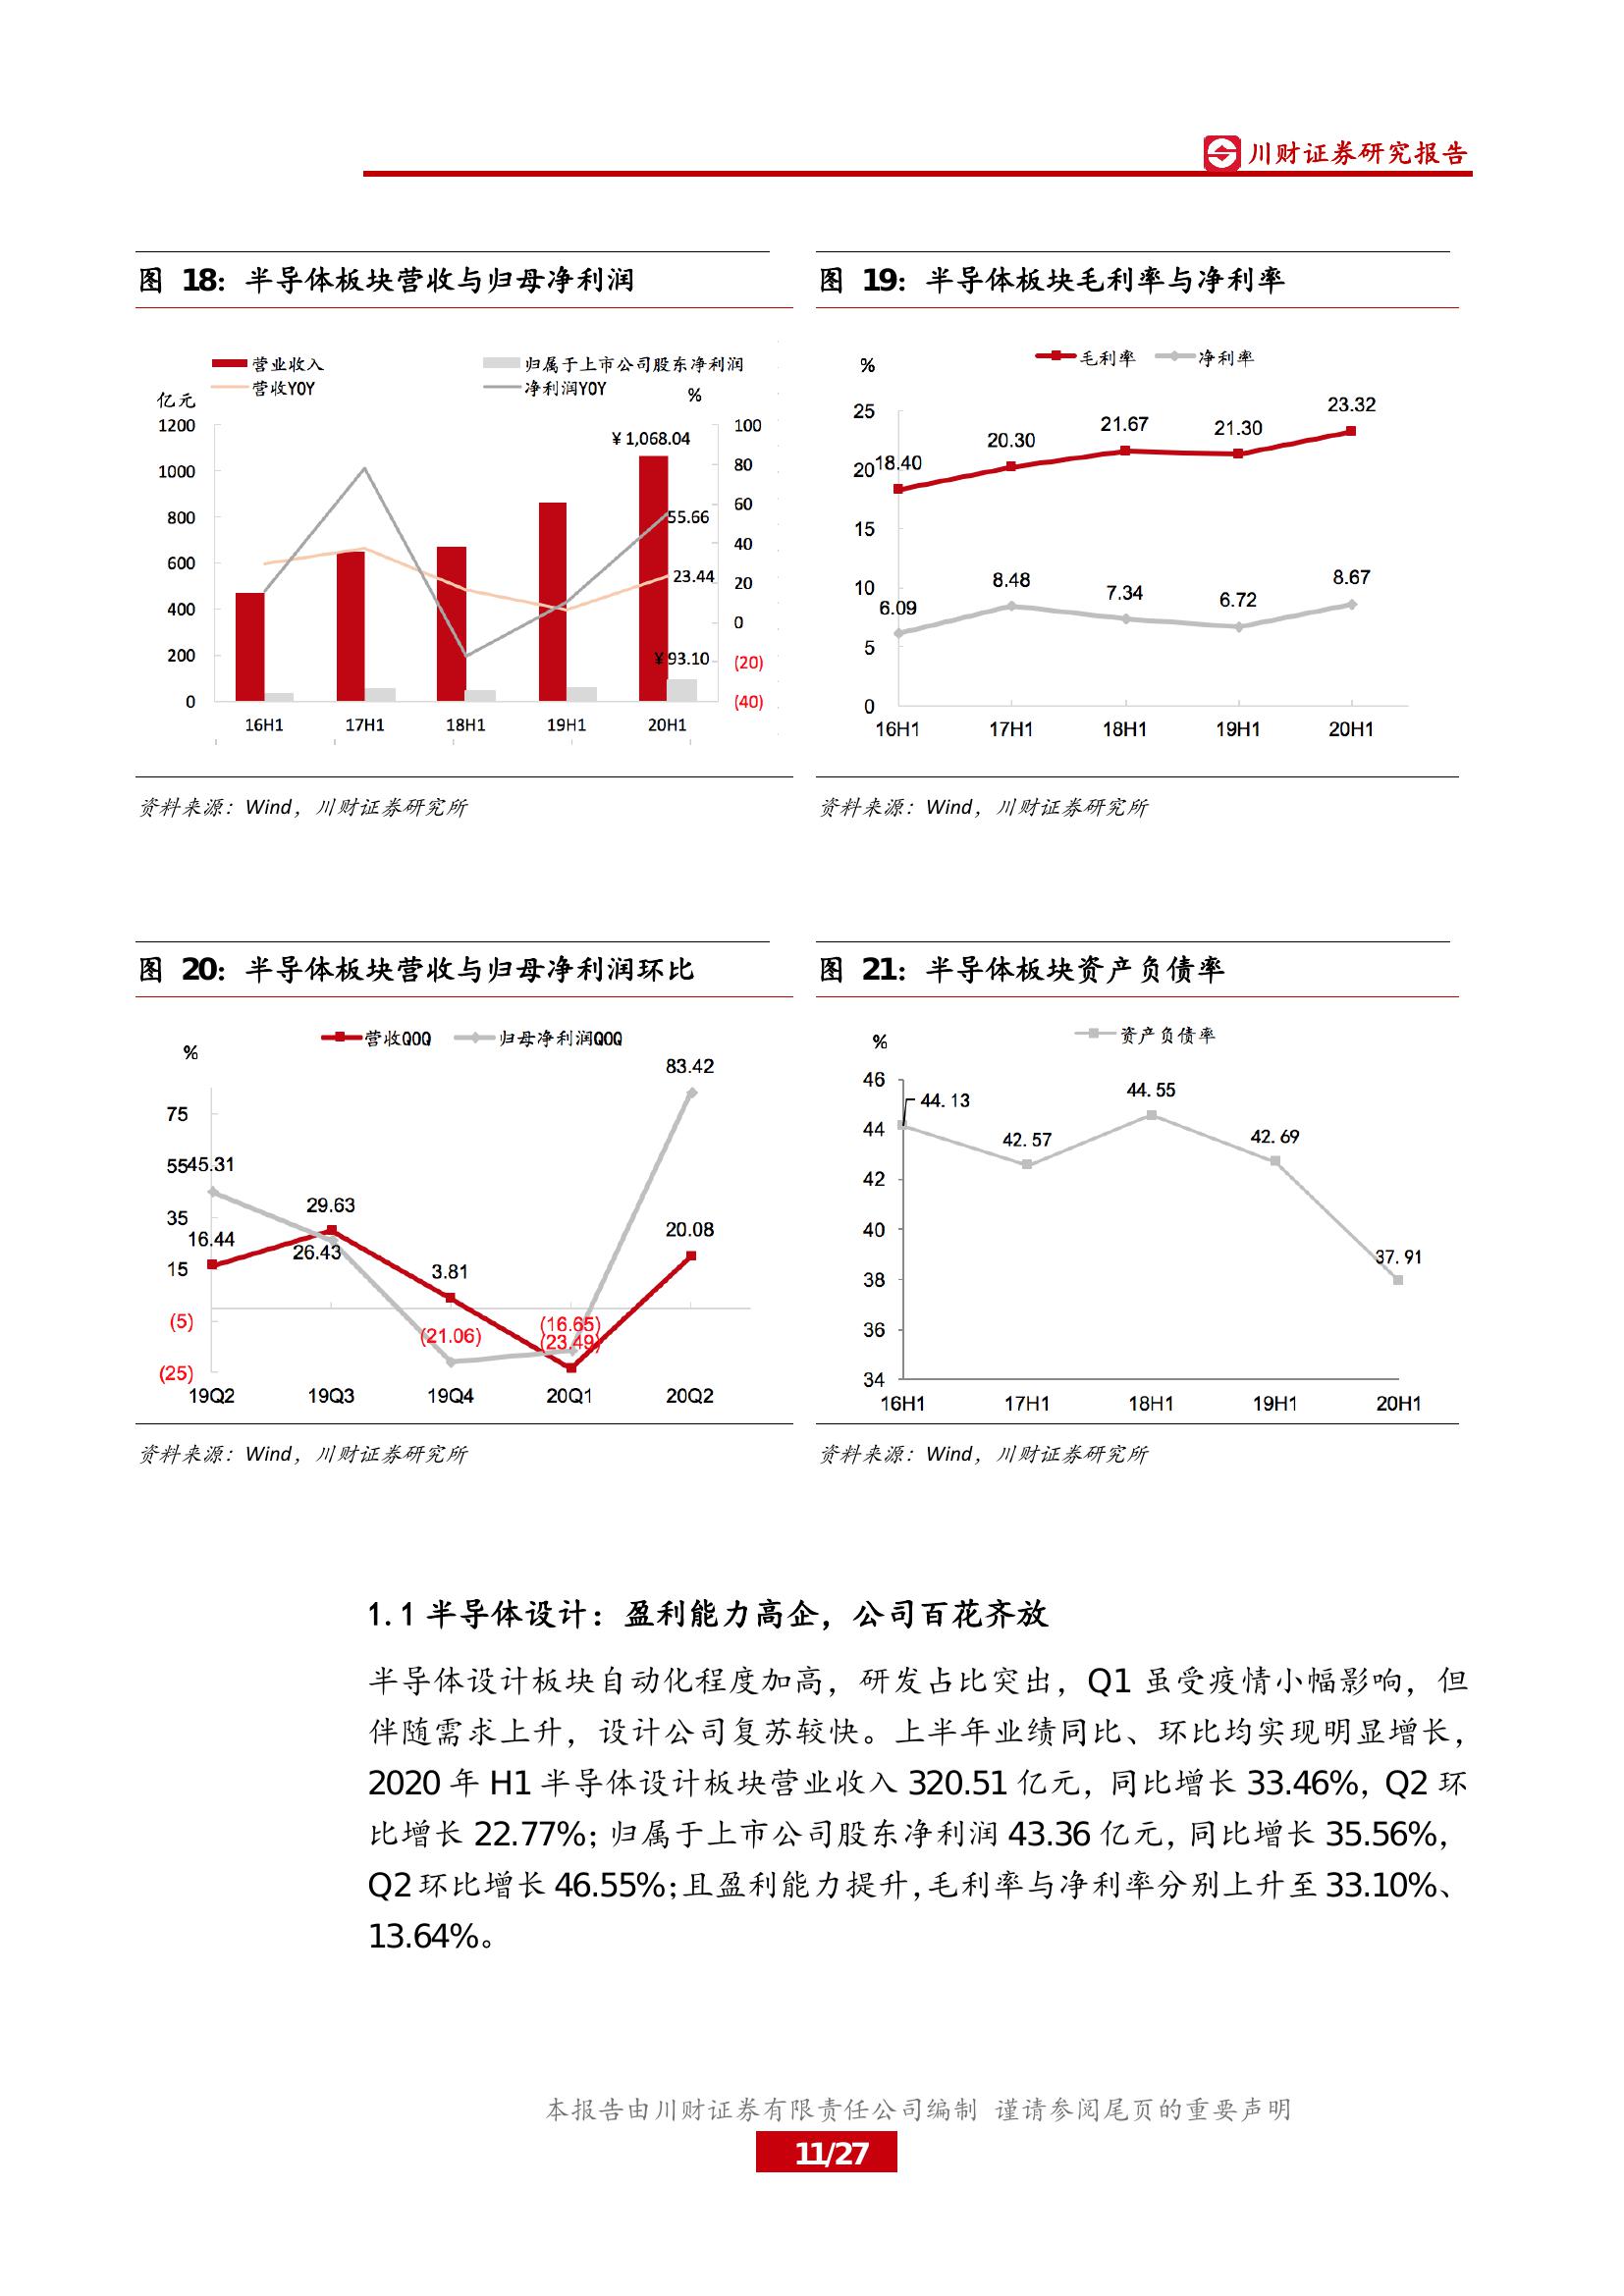 川财证券研究报告
图 18：半导体板块营收与归母净利润
营业收入 归属于上市公司股东净利润
营收YOY 净利润YOY
亿元 %
1200 100
¥ 1,068.04
1000 80
800 60
55.66
600 40
23.44 20
400 0
200 ¥ 93.10 (20)
0 (40)
16H1 17H1 18H1 19H1 20H1
资料来源：Wind，川财证券研究所
图 19：半导体板块毛利率与净利率
毛利率 净利率
%
25
23.32
21.67
21.30
20.30
20 18.40
15
10
8.67
8.48
7.34
6.72
6.09
5
0
16H1 17H1 18H1 19H1 20H1
资料来源：Wind，川财证券研究所
图 20：半导体板块营收与归母净利润环比
营收QOQ 归母净利润QOQ
%
83.42
75
55 45.31
35
29.63
16.44 20.08
26.43
15
3.81
(5)
(16.65)
(21.06)
(23.49)
(25)
19Q2 19Q3 19Q4 20Q1 20Q2
资料来源：Wind，川财证券研究所
图 21：半导体板块资产负债率
资产负债率
%
46
44.55
44.13
44
42.57 42.69
42
40
37.91
38
36
34
16H1 17H1 18H1 19H1 20H1
资料来源：Wind，川财证券研究所
1.1 半导体设计：盈利能力高企，公司百花齐放
半导体设计板块自动化程度加高，研发占比突出，Q1 虽受疫情小幅影响，但
伴随需求上升，设计公司复苏较快。上半年业绩同比、环比均实现明显增长，
2020 年 H1 半导体设计板块营业收入 320.51 亿元，同比增长 33.46%，Q2 环
比增长 22.77%；归属于上市公司股东净利润 43.36 亿元，同比增长 35.56%，
Q2 环比增长 46.55%；且盈利能力提升，毛利率与净利率分别上升至 33.10%、
13.64%。
本报告由川财证券有限责任公司编制 谨请参阅尾页的重要声明
11/27